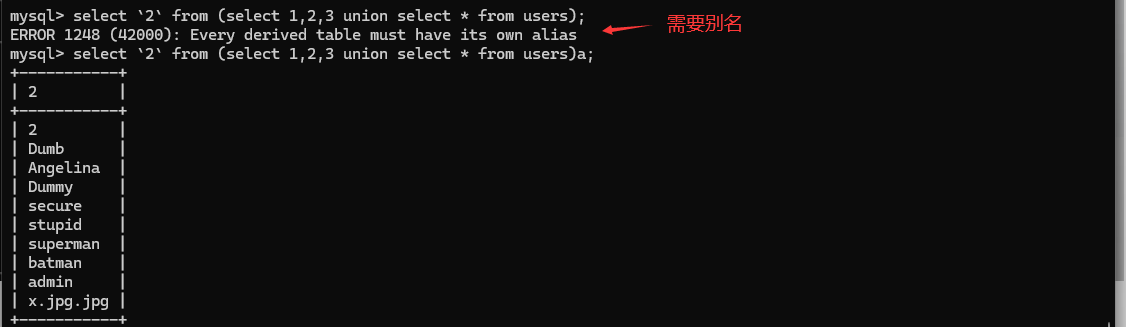 mysql> select `2` from (select 1,2,3 union select * from users);
ERROR 1248 (42000): Every derived table must have its own alias
需要别名
mysql> select `2` from (select 1,2,3 union select * from users)a;
+-----------+
| 2         |
+-----------+
| 2         |
| Dumb      |
| Angelina  |
| Dummy     |
| secure    |
| stupid    |
| superman  |
| batman    |
| admin     |
| x.jpg.jpg |
+-----------+